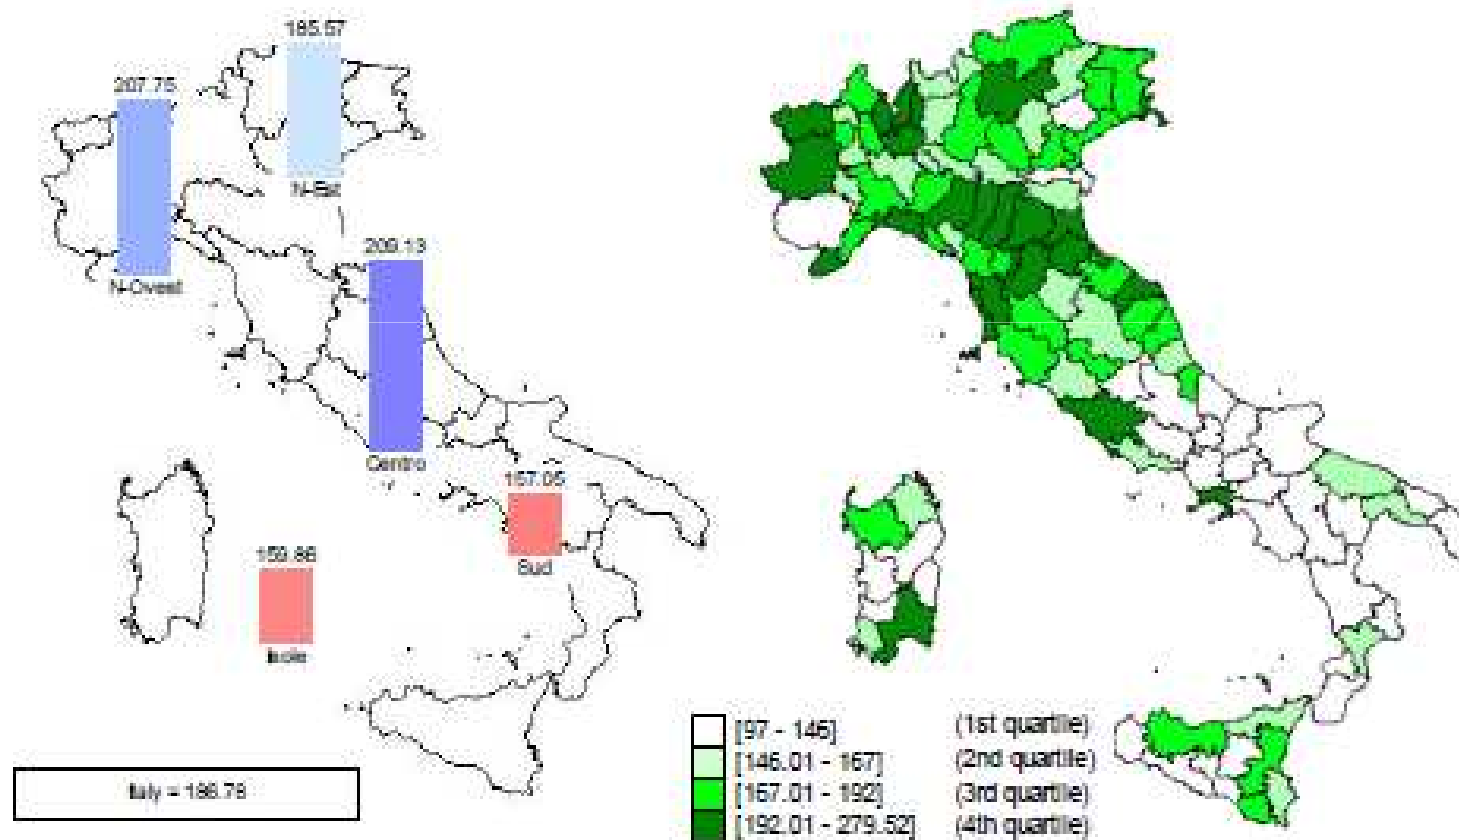 185.57
207.75
N-Est
209.13
N-Ovest
Centro
157.05
Sud
159.86
Isole
Italy = 186.78
[97 - 146] (1st quartile)
[146.01 - 167] (2nd quartile)
[167.01 - 192] (3rd quartile)
[192.01 - 279.52] (4th quartile)